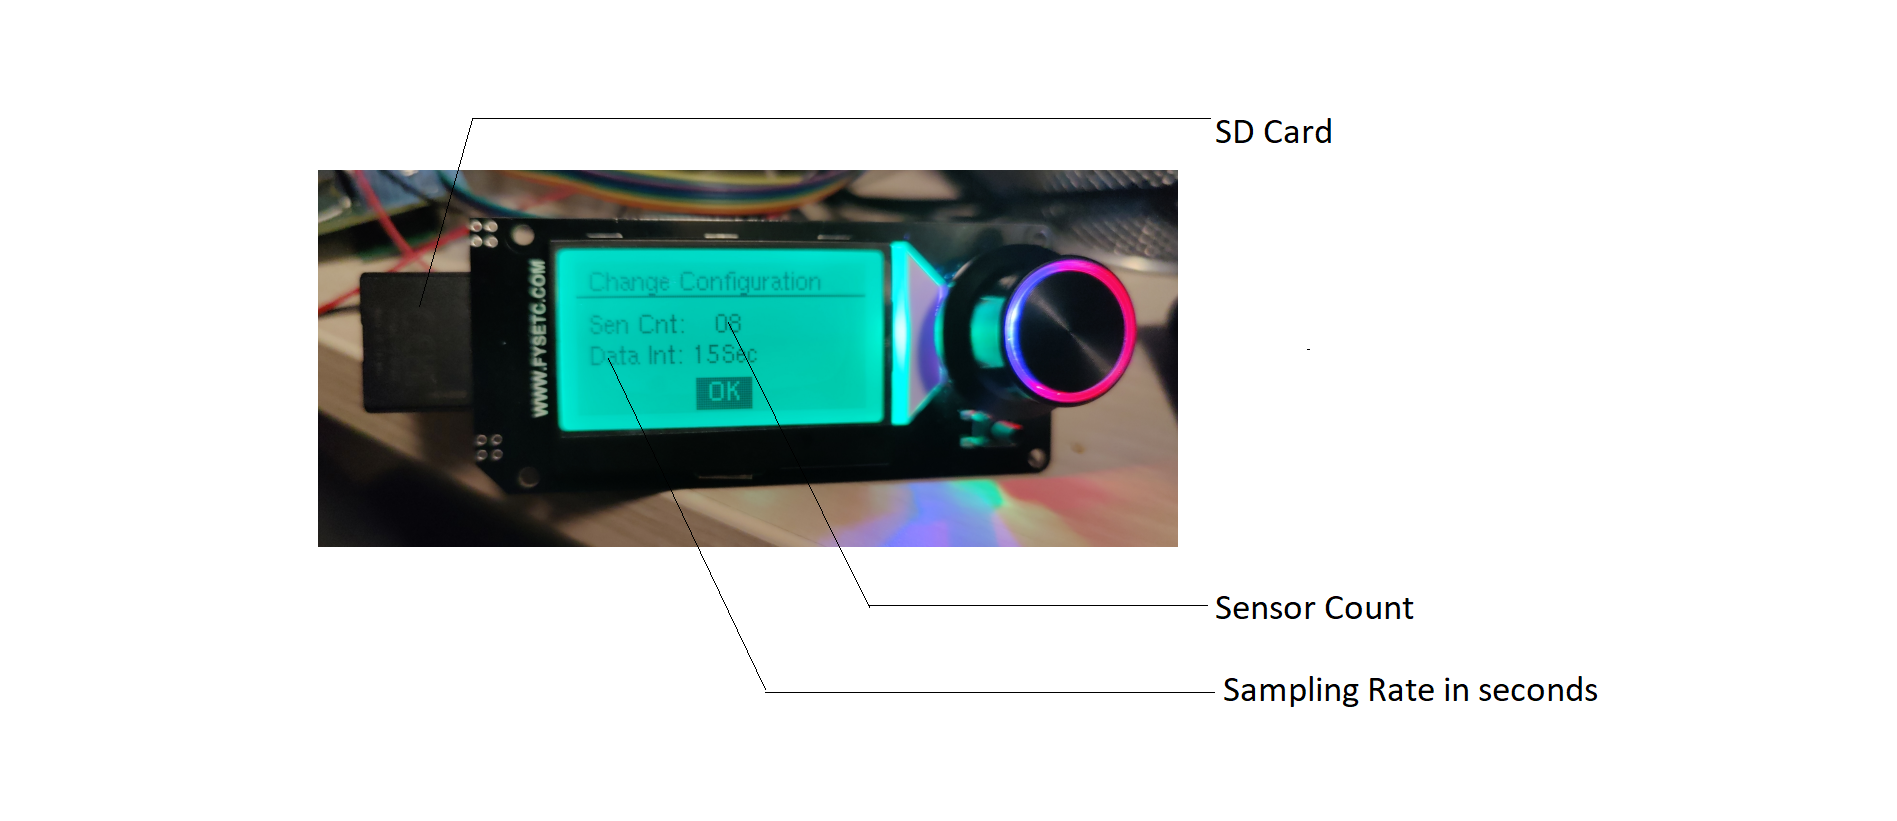 SD Card
WWW.FYSETC.COM
Change Configuration
Sen Cnt: 08
Data Int: 15Sec
OK
Sensor Count
Sampling Rate in seconds